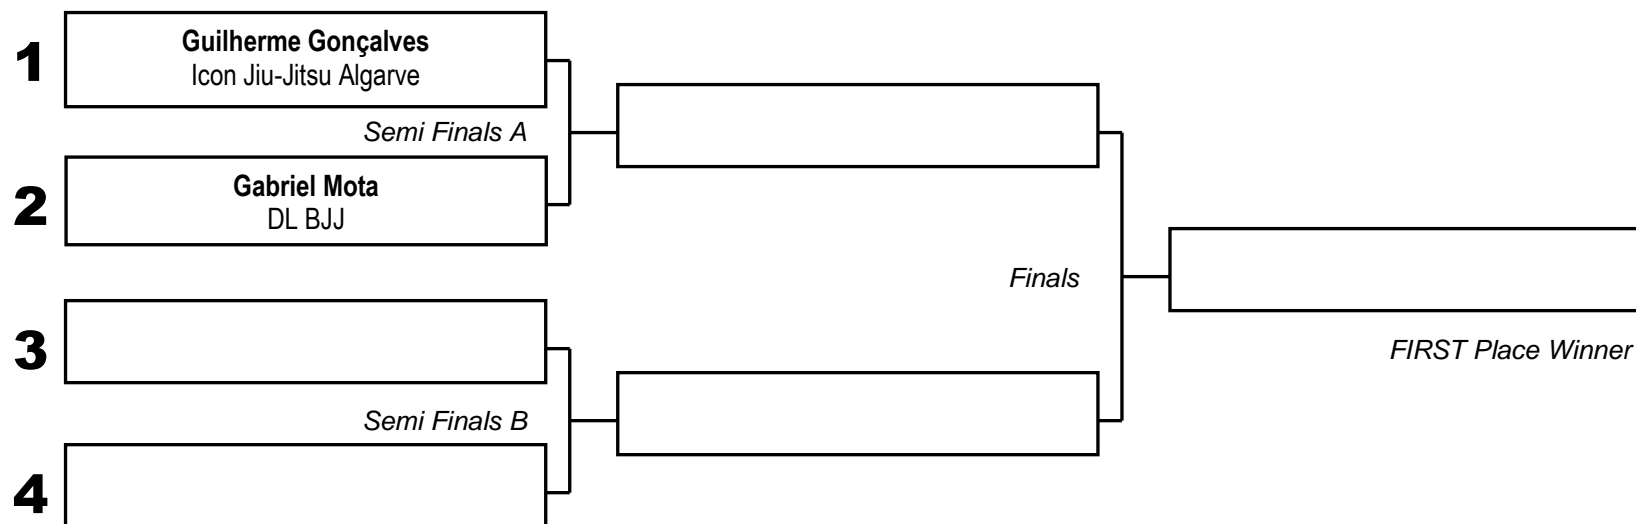 1
Guilherme Gonçalves
Icon Jiu-Jitsu Algarve
Semi Finals A
2
Gabriel Mota
DL BJJ
Finals
3
FIRST Place Winner
Semi Finals B
4